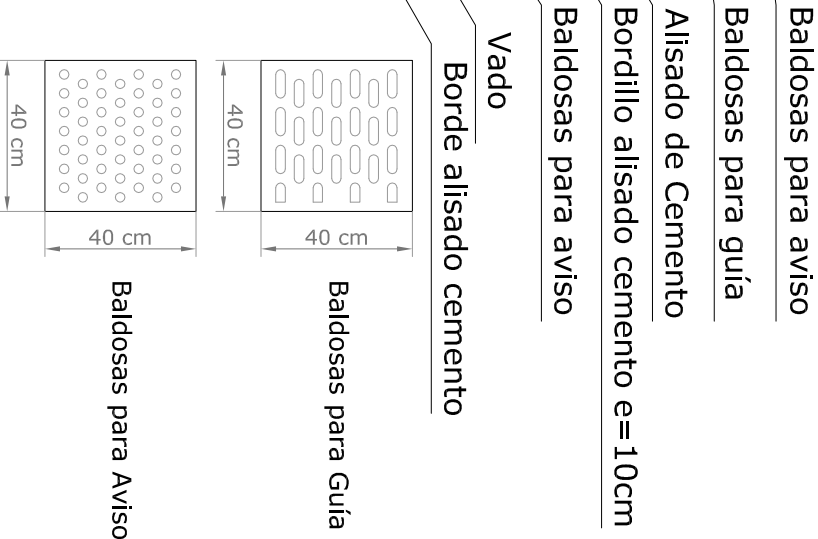 Baldosas para aviso
Baldosas para guía
Alisado de Cemento
Bordillo alisado cemento e=10cm
Baldosas para aviso
Vado
Borde alisado cemento
40 cm
40 cm
Baldosas para Guía
40 cm
40 cm
Baldosas para Aviso